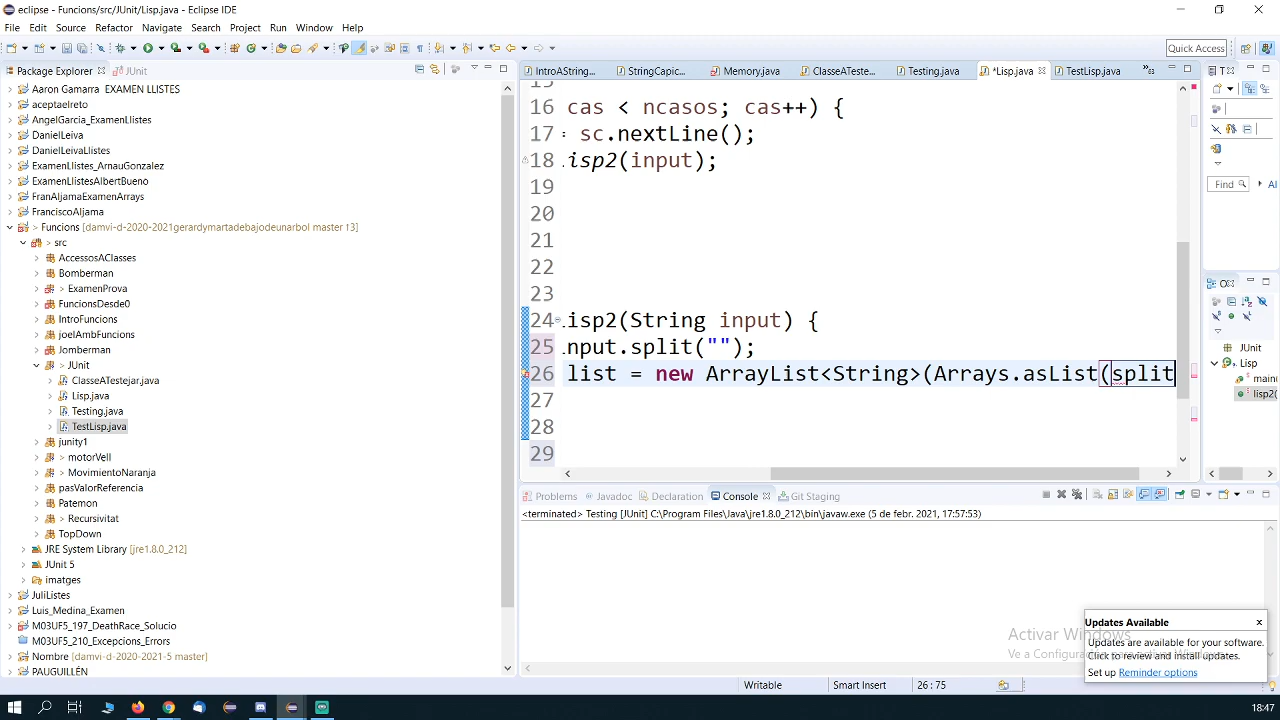 eclipse - Funcions/src/JUnit/Lisp.java - Eclipse IDE
File Edit Source Refactor Navigate Search Project Run Window Help
Quick Access
Package Explorer JUnit
Aaron Gamarra EXAMEN LLISTES
aceptaelreto
AngelGarcia_ExamenLlistes
DanielLeiva
DanielLeivaLlistes
ExamenLlistes_ArnauGonzalez
ExamenLlistesAlbertBueno
FranAljamaExamenArrays
FranciscoAljama
> Funcions [damvi-d-2020-2021gerardymartadebajodeunarbol master ↑3]
> src
AccessosAClasses
Bomberman
> ExamenProva
FuncionsDesde0
IntroFuncions
joelAmbFuncions
Jomberman
> JUnit
ClasseATestejar.java
Lisp.java
Testing.java
TestLisp.java
junity1
> motorVell
> MovimientoNaranja
pasValorReferencia
Patemon
> Recursivitat
TopDown
JRE System Library [jre1.8.0_212]
JUnit 5
imatges
JuliListes
Luis_Medina_Examen
M03UF5_197_DeathRace_Solucio
M03UF5_210_Excepcions_Errors
> Nombre (damvi-d-2020-2021-5 master)
PAUGUILLÉN
IntroAString... StringCapic... Memory.java ClasseATeste... Testing.java *Lisp.java TestLisp.java
15
16 cas < ncasos; cas++) {
17 : sc.nextLine();
18 .isp2(input);
19
20
21
22
23
24 .isp2(String input) {
25 nput.split("");
26 list = new ArrayList<String>(Arrays.asList(split
27
28
29
Find
Al
JUnit
Lisp
main(
lisp2(
Problems Javadoc Declaration Console Git Staging
<terminated> Testing [JUnit] C:\Program Files\Java\jre1.8.0_212\bin\javaw.exe (5 de febr. 2021, 17:57:53)
Activar Windows
Ve a Configura
Updates Available
Updates are available for your software.
Click to review and install updates.
Set up Reminder options
Writable Smart Insert 26 : 75
18:47